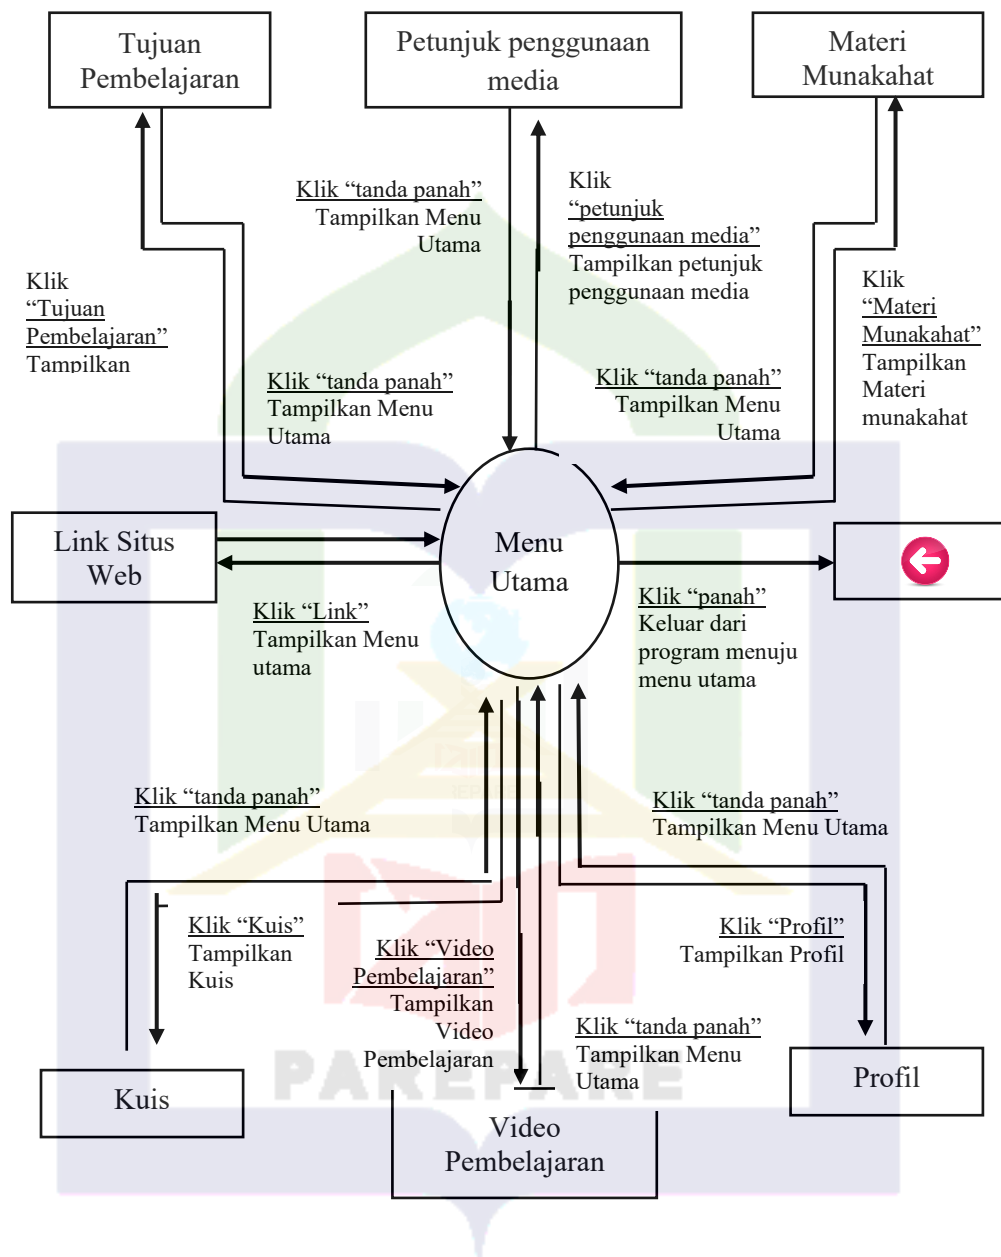 Tujuan
Pembelajaran
Petunjuk penggunaan
media
Materi
Munakahat
Klik “tanda panah”
Tampilkan Menu
Utama
Klik
“petunjuk
penggunaan media”
Tampilkan petunjuk
penggunaan media
Klik
“Tujuan
Pembelajaran”
Tampilkan
Klik
“Materi
Munakahat”
Tampilkan
Materi
munakahat
Klik “tanda panah”
Tampilkan Menu
Utama
Klik “tanda panah”
Tampilkan Menu
Utama
Link Situs
Web
Menu
Utama
Klik “Link”
Tampilkan Menu
utama
Klik “panah”
Keluar dari
program menuju
menu utama
Klik “tanda panah”
Tampilkan Menu Utama
Klik “tanda panah”
Tampilkan Menu Utama
Klik “Kuis”
Tampilkan
Kuis
Klik “Video
Pembelajaran”
Tampilkan
Video
Pembelajaran
Klik “Profil”
Tampilkan Profil
Klik “tanda panah”
Tampilkan Menu
Utama
PAREPARE
Kuis
Video
Pembelajaran
Profil